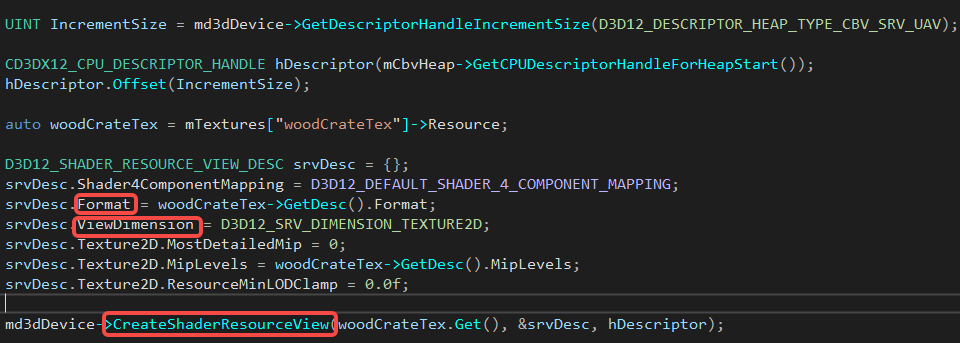 UINT IncrementSize = md3dDevice->GetDescriptorHandleIncrementSize(D3D12_DESCRIPTOR_HEAP_TYPE_CBV_SRV_UAV);
CD3DX12_CPU_DESCRIPTOR_HANDLE hDescriptor(mCbvHeap->GetCPUDescriptorHandleForHeapStart());
hDescriptor.Offset(IncrementSize);
auto woodCrateTex = mTextures["woodCrateTex"]->Resource;
D3D12_SHADER_RESOURCE_VIEW_DESC srvDesc = {};
srvDesc.Shader4ComponentMapping = D3D12_DEFAULT_SHADER_4_COMPONENT_MAPPING;
srvDesc.Format = woodCrateTex->GetDesc().Format;
srvDesc.ViewDimension = D3D12_SRV_DIMENSION_TEXTURE2D;
srvDesc.Texture2D.MostDetailedMip = 0;
srvDesc.Texture2D.MipLevels = woodCrateTex->GetDesc().MipLevels;
srvDesc.Texture2D.ResourceMinLODClamp = 0.0f;
md3dDevice->CreateShaderResourceView(woodCrateTex.Get(), &srvDesc, hDescriptor);